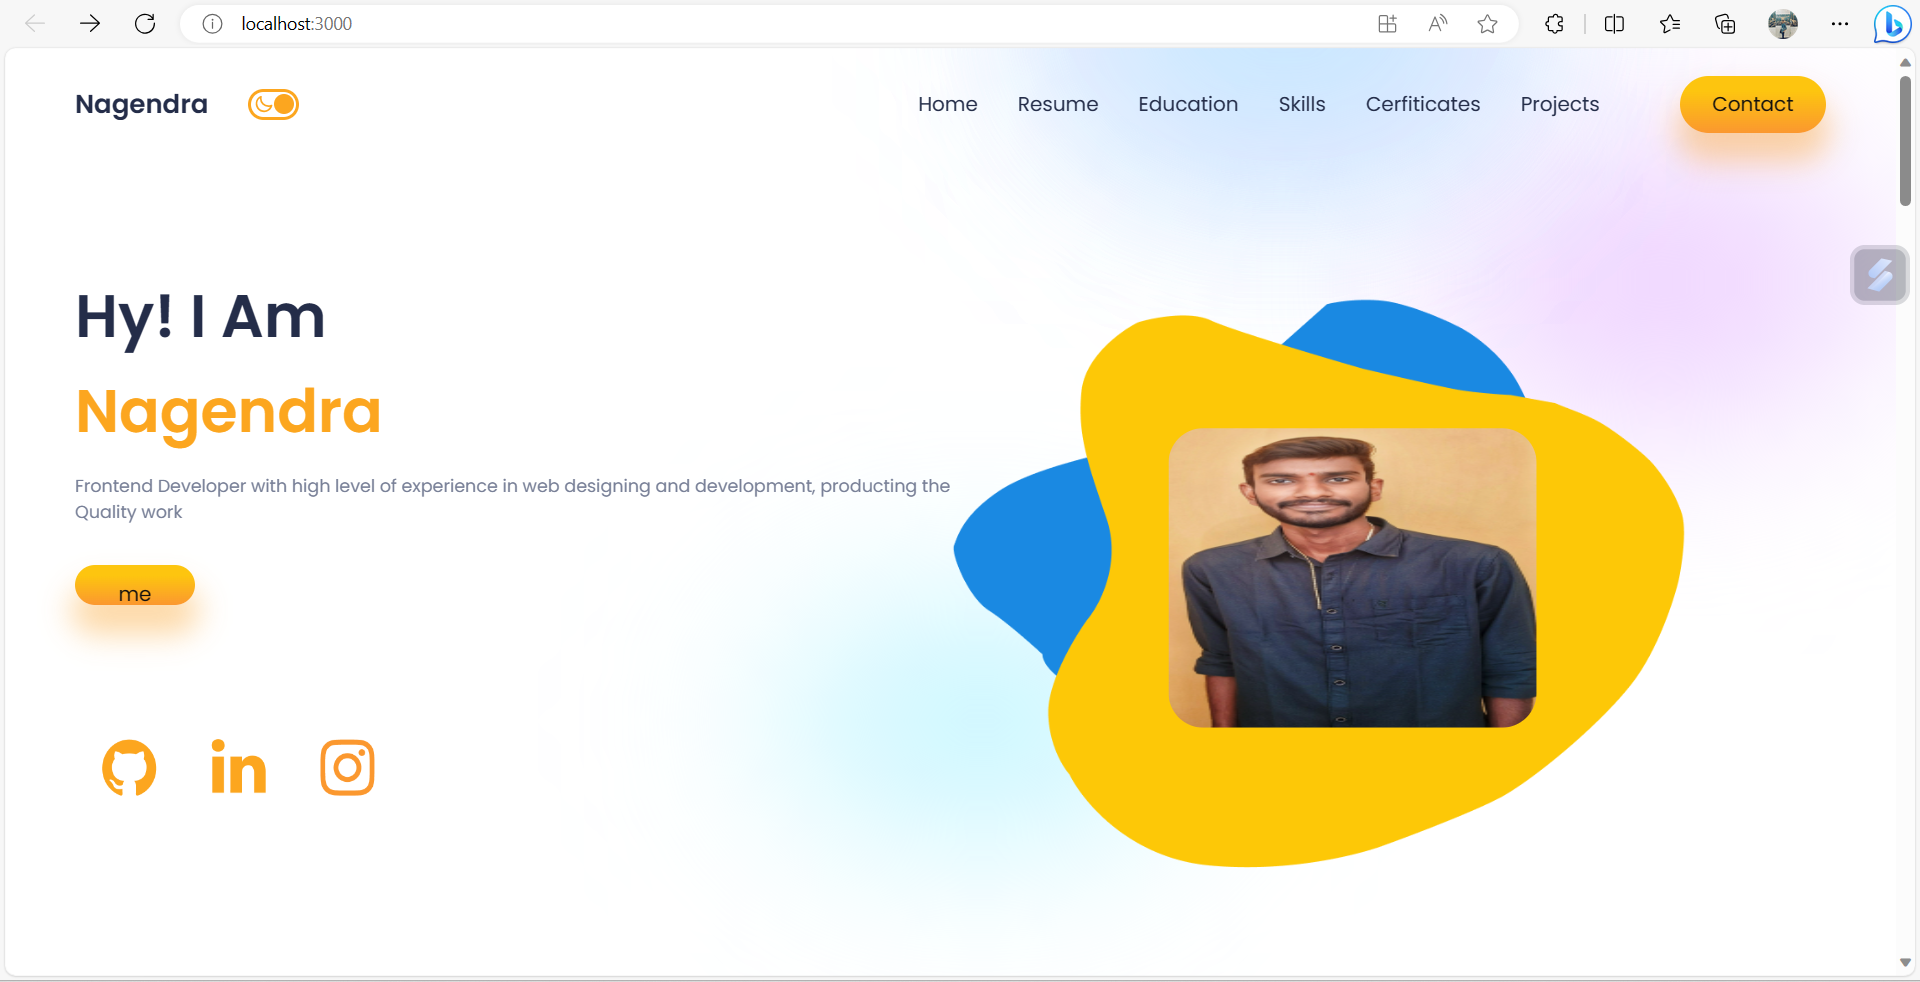 localhost:3000
Nagendra
Home Resume Education Skills Cerfiticates Projects Contact
Hy! I Am
Nagendra
Frontend Developer with high level of experience in web designing and development, producting the
Quality work
me
in